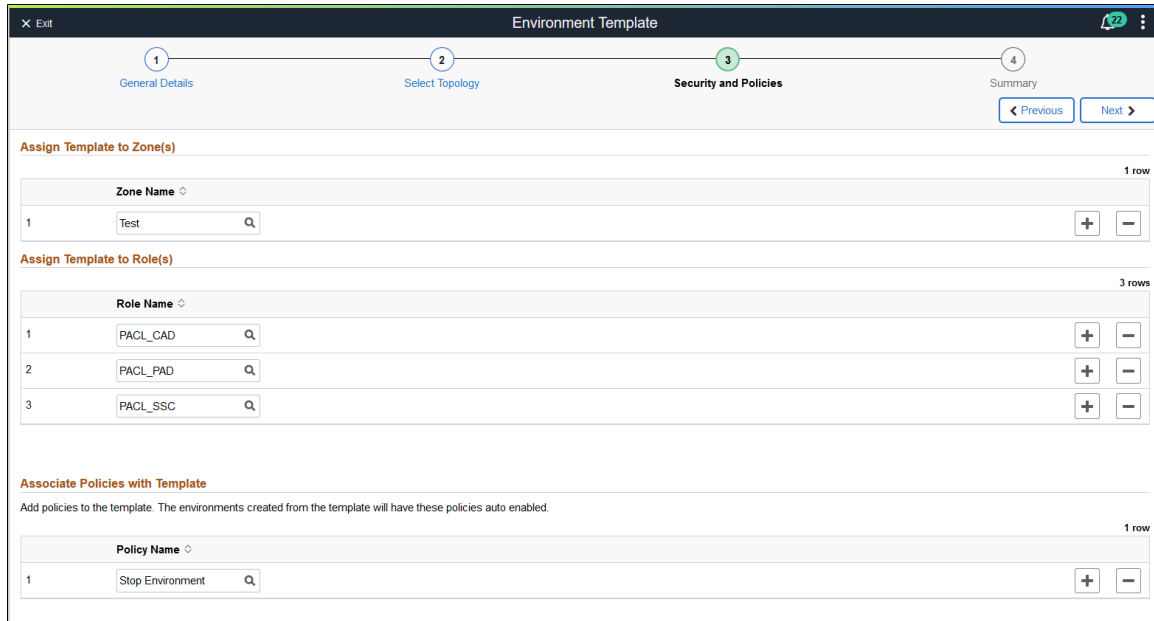 Exit
Environment Template
22
1
2
3
4
General Details
Select Topology
Security and Policies
Summary
Previous
Next
Assign Template to Zone(s)
1 row
Zone Name
1
Test
Assign Template to Role(s)
3 rows
Role Name
1
PACL_CAD
2
PACL_PAD
3
PACL_SSC
Associate Policies with Template
Add policies to the template. The environments created from the template will have these policies auto enabled.
1 row
Policy Name
1
Stop Environment